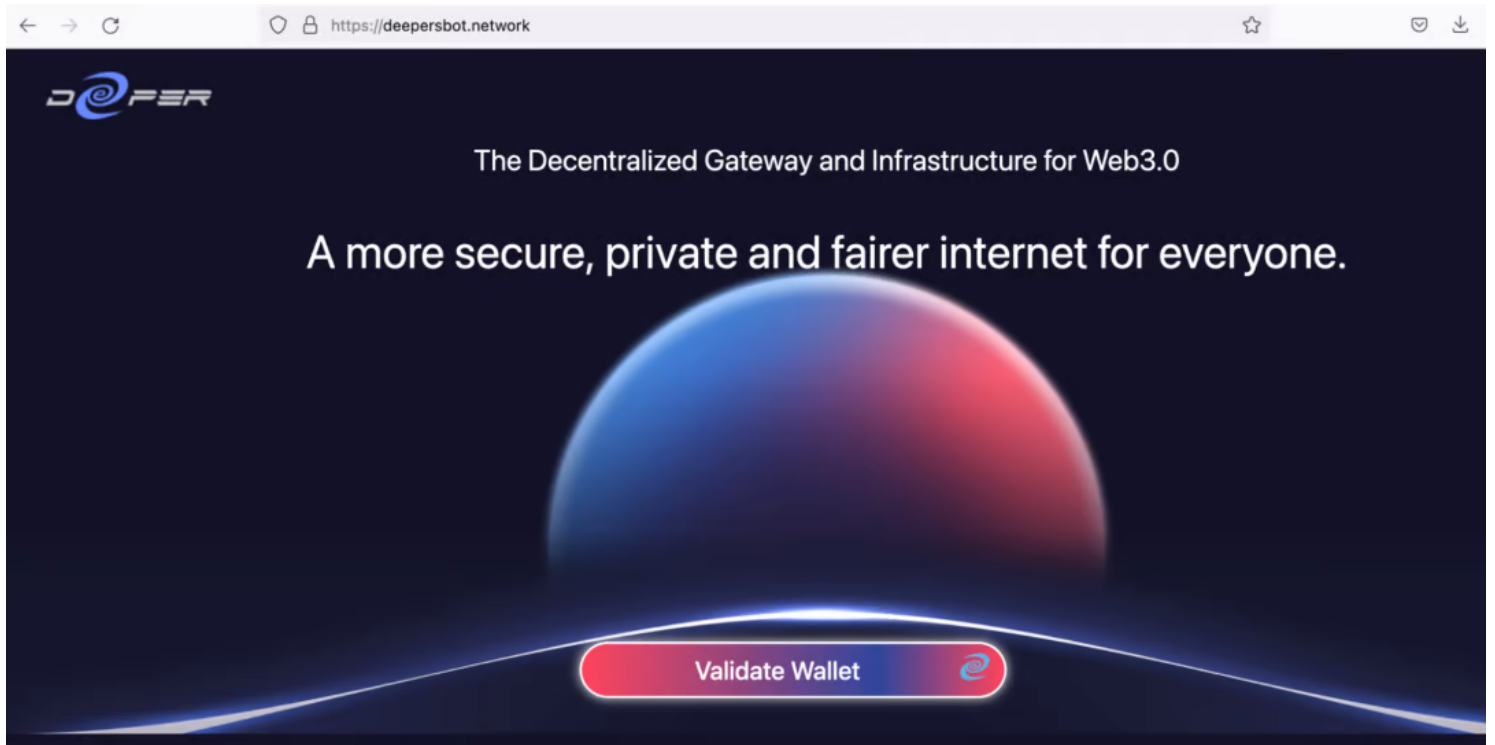 https://deepersbot.network
DEEPER
The Decentralized Gateway and Infrastructure for Web3.0
A more secure, private and fairer internet for everyone.
Validate Wallet